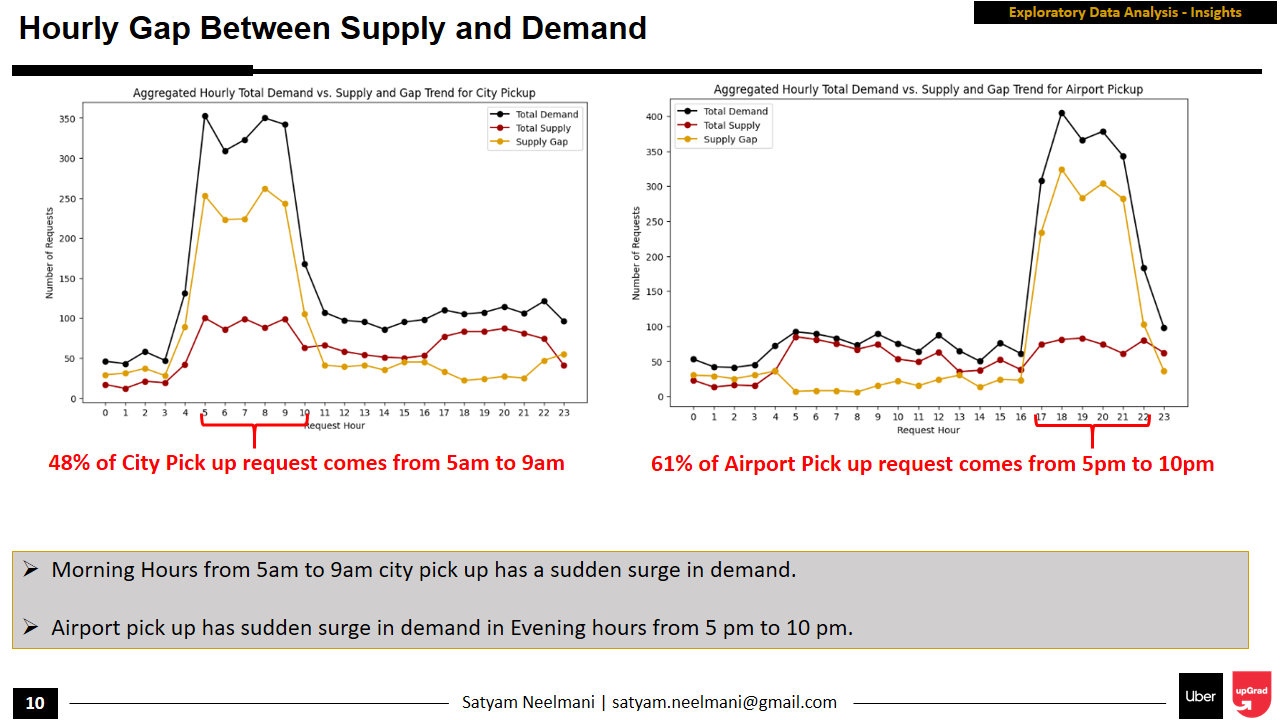 Exploratory Data Analysis - Insights
Hourly Gap Between Supply and Demand
Aggregated Hourly Total Demand vs. Supply and Gap Trend for City Pickup
Total Demand
Total Supply
Supply Gap
Number of Requests
350
300
250
200
150
100
50
0
0 1 2 3 4 5 6 7 8 9 10 11 12 13 14 15 16 17 18 19 20 21 22 23
Request Hour
48% of City Pick up request comes from 5am to 9am
Aggregated Hourly Total Demand vs. Supply and Gap Trend for Airport Pickup
Total Demand
Total Supply
Supply Gap
Number of Requests
400
350
300
250
200
150
100
50
0
0 1 2 3 4 5 6 7 8 9 10 11 12 13 14 15 16 17 18 19 20 21 22 23
Request Hour
61% of Airport Pick up request comes from 5pm to 10pm
➢ Morning Hours from 5am to 9am city pick up has a sudden surge in demand.
➢ Airport pick up has sudden surge in demand in Evening hours from 5 pm to 10 pm.
10
Satyam Neelmani | satyam.neelmani@gmail.com
Uber
upGrad